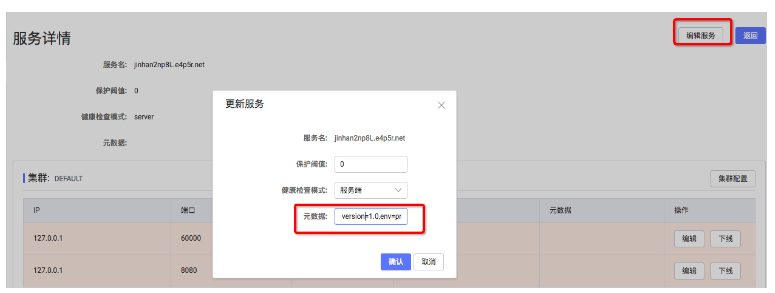 服务详情
编辑服务
返回
服务名: jinhan2np8L.e4p5r.net
保护阀值: 0
健康检查模式: server
元数据:
更新服务
服务名: jinhan2np8L.e4p5r.net
保护阀值: 0
健康检查模式: 服务端
元数据: version=1.0,env=pr
确认
取消
集群: DEFAULT
集群配置
IP 端口 元数据 操作
127.0.0.1 60000 编辑 下线
127.0.0.1 8080 编辑 下线